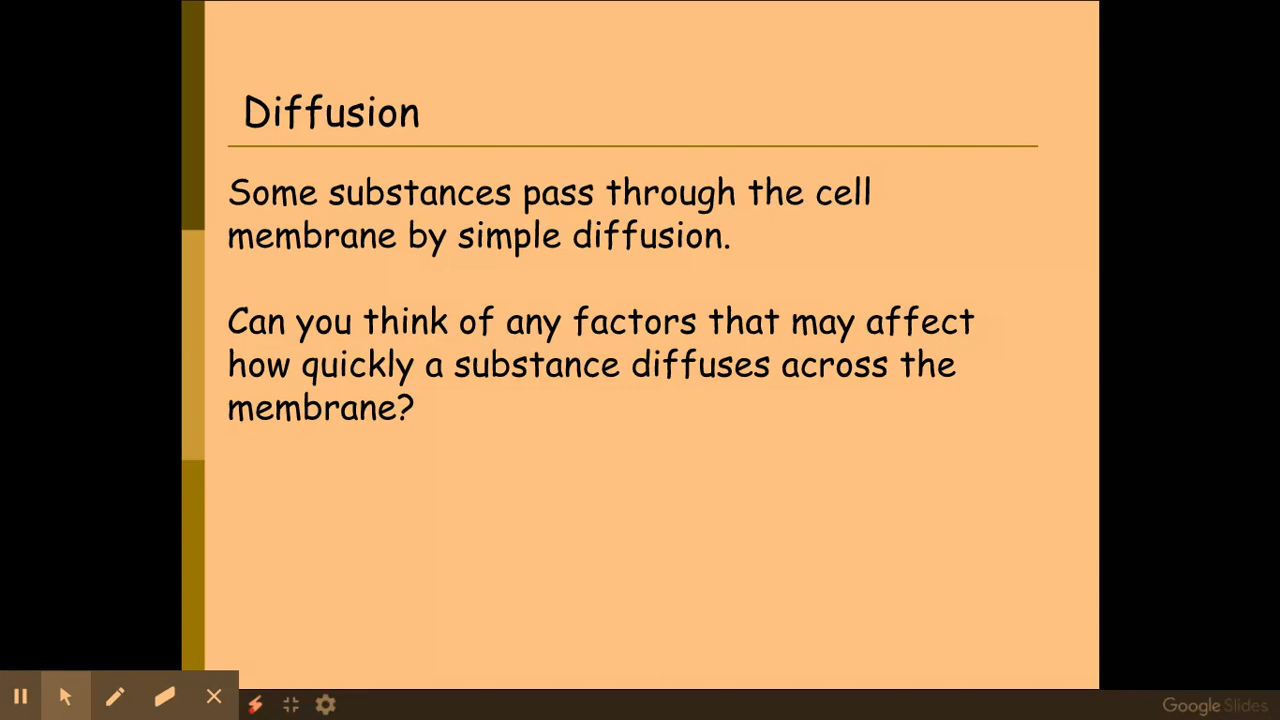 Diffusion
Some substances pass through the cell
membrane by simple diffusion.
Can you think of any factors that may affect
how quickly a substance diffuses across the
membrane?
Google Slides